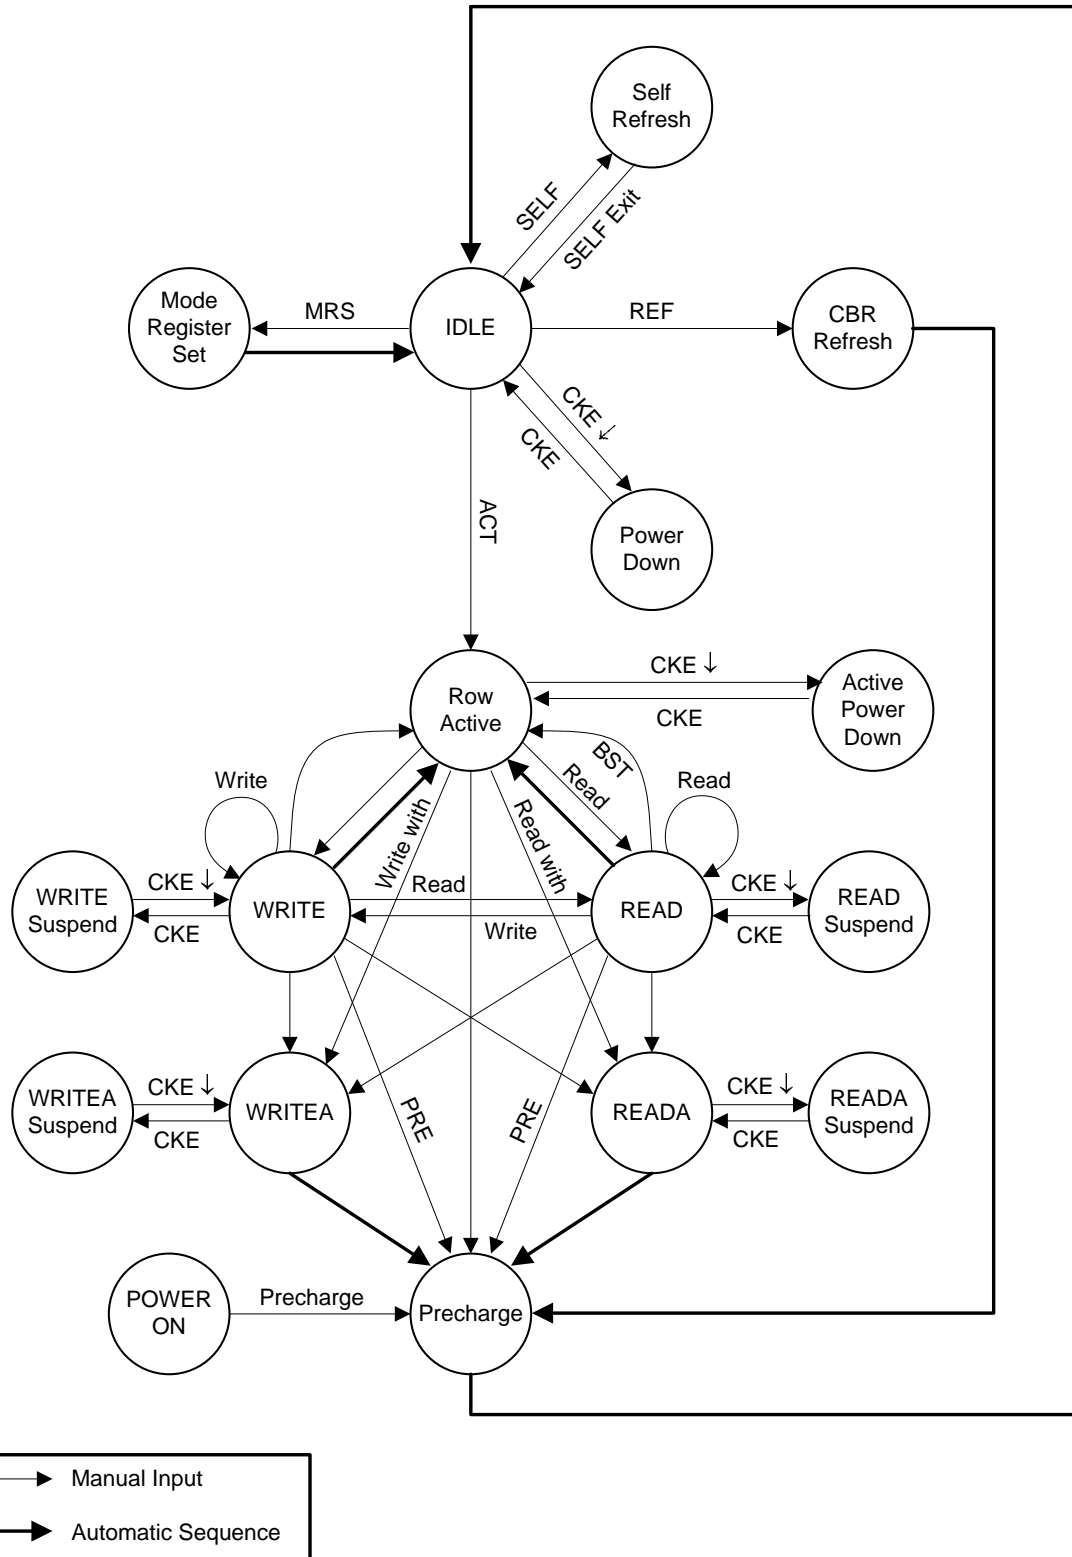 Self
Refresh
SELF
SELF Exit
Mode
Register
Set
MRS
IDLE
REF
CBR
Refresh
CKE ↓
CKE
Power
Down
ACT
Row
Active
CKE ↓
CKE
Active
Power
Down
BST
Read
Write
Read
Write with
Read with
WRITE
Suspend
CKE ↓
CKE
WRITE
Read
Write
READ
CKE ↓
CKE
READ
Suspend
WRITEA
Suspend
CKE ↓
CKE
WRITEA
PRE
PRE
READA
CKE ↓
CKE
READA
Suspend
POWER
ON
Precharge
Precharge
Manual Input
Automatic Sequence